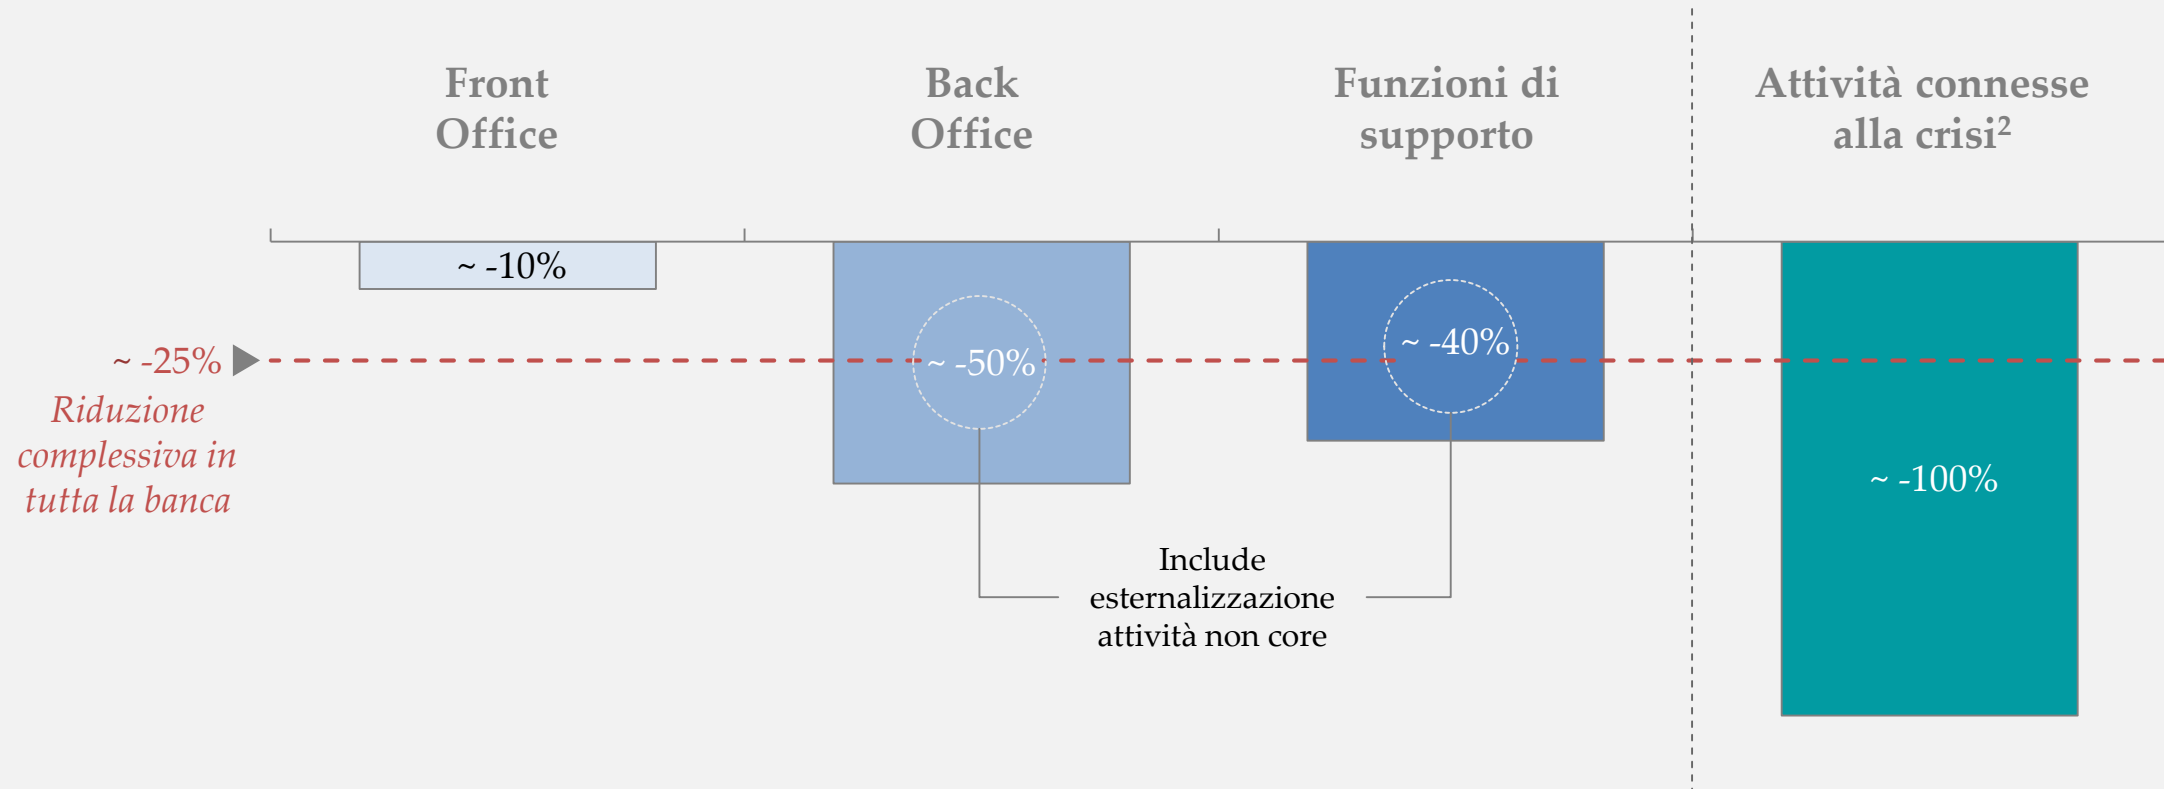 Front
Office
Back
Office
Funzioni di
supporto
Attività connesse
alla crisi²
~ -10%
~ -25%
~ -50%
~ -40%
Riduzione
complessiva in
tutta la banca
~ -100%
Include
esternalizzazione
attività non core